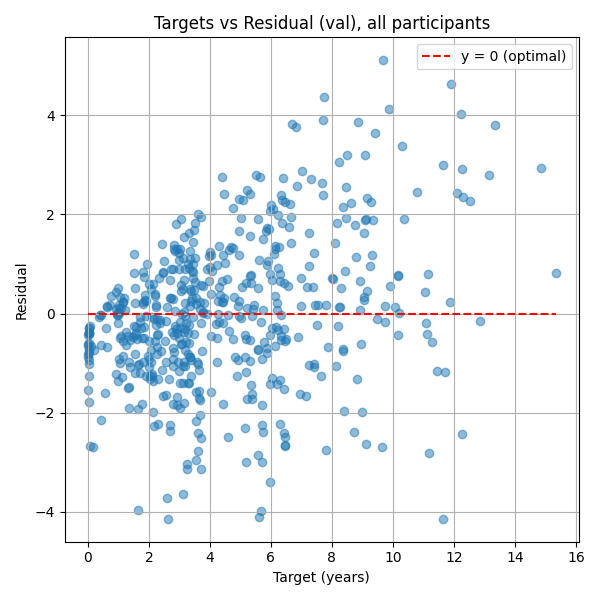 Targets vs Residual (val), all participants
y = 0 (optimal)
4
2
0
−2
−4
Residual
0 2 4 6 8 10 12 14 16
Target (years)